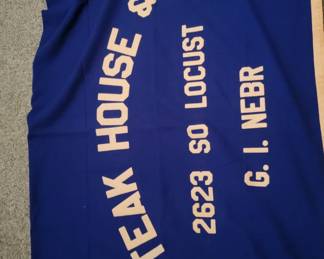 TEAK HOUSE &
2623 SO LOCUST
G. I. NEBR